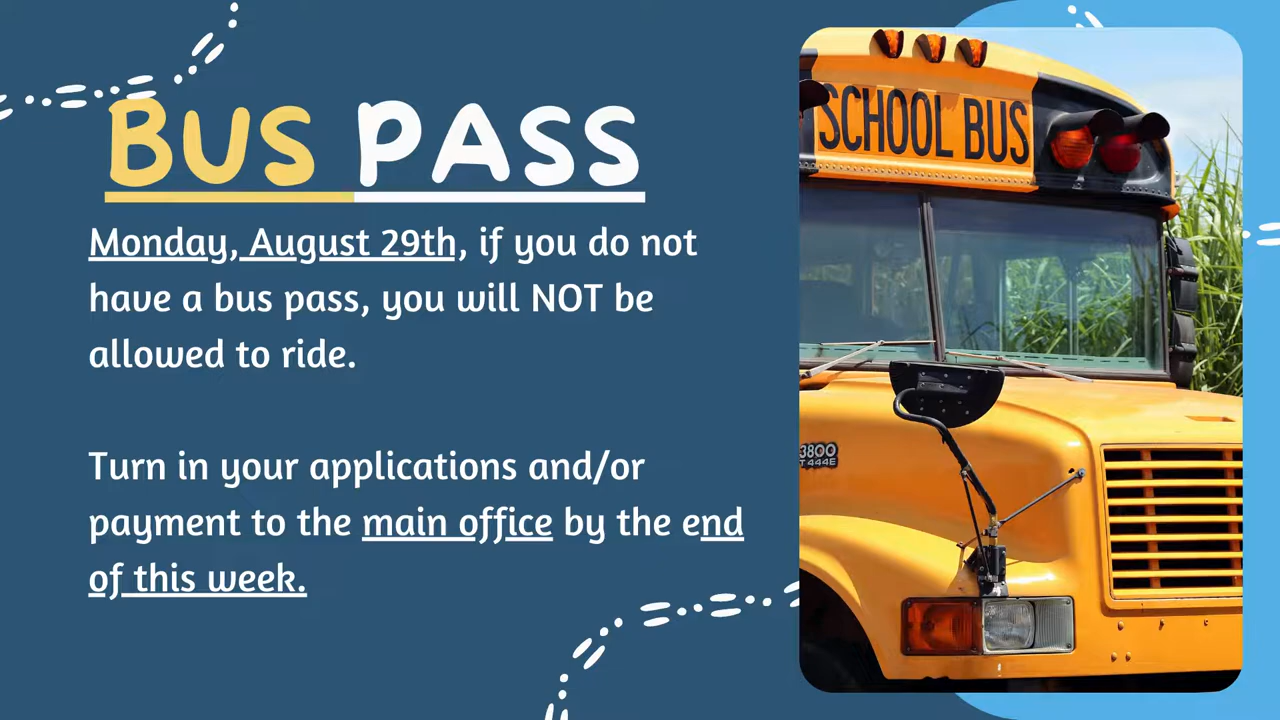 BUS PASS
Monday, August 29th, if you do not
have a bus pass, you will NOT be
allowed to ride.
Turn in your applications and/or
payment to the main office by the end
of this week.
SCHOOL BUS
3800
T 444E